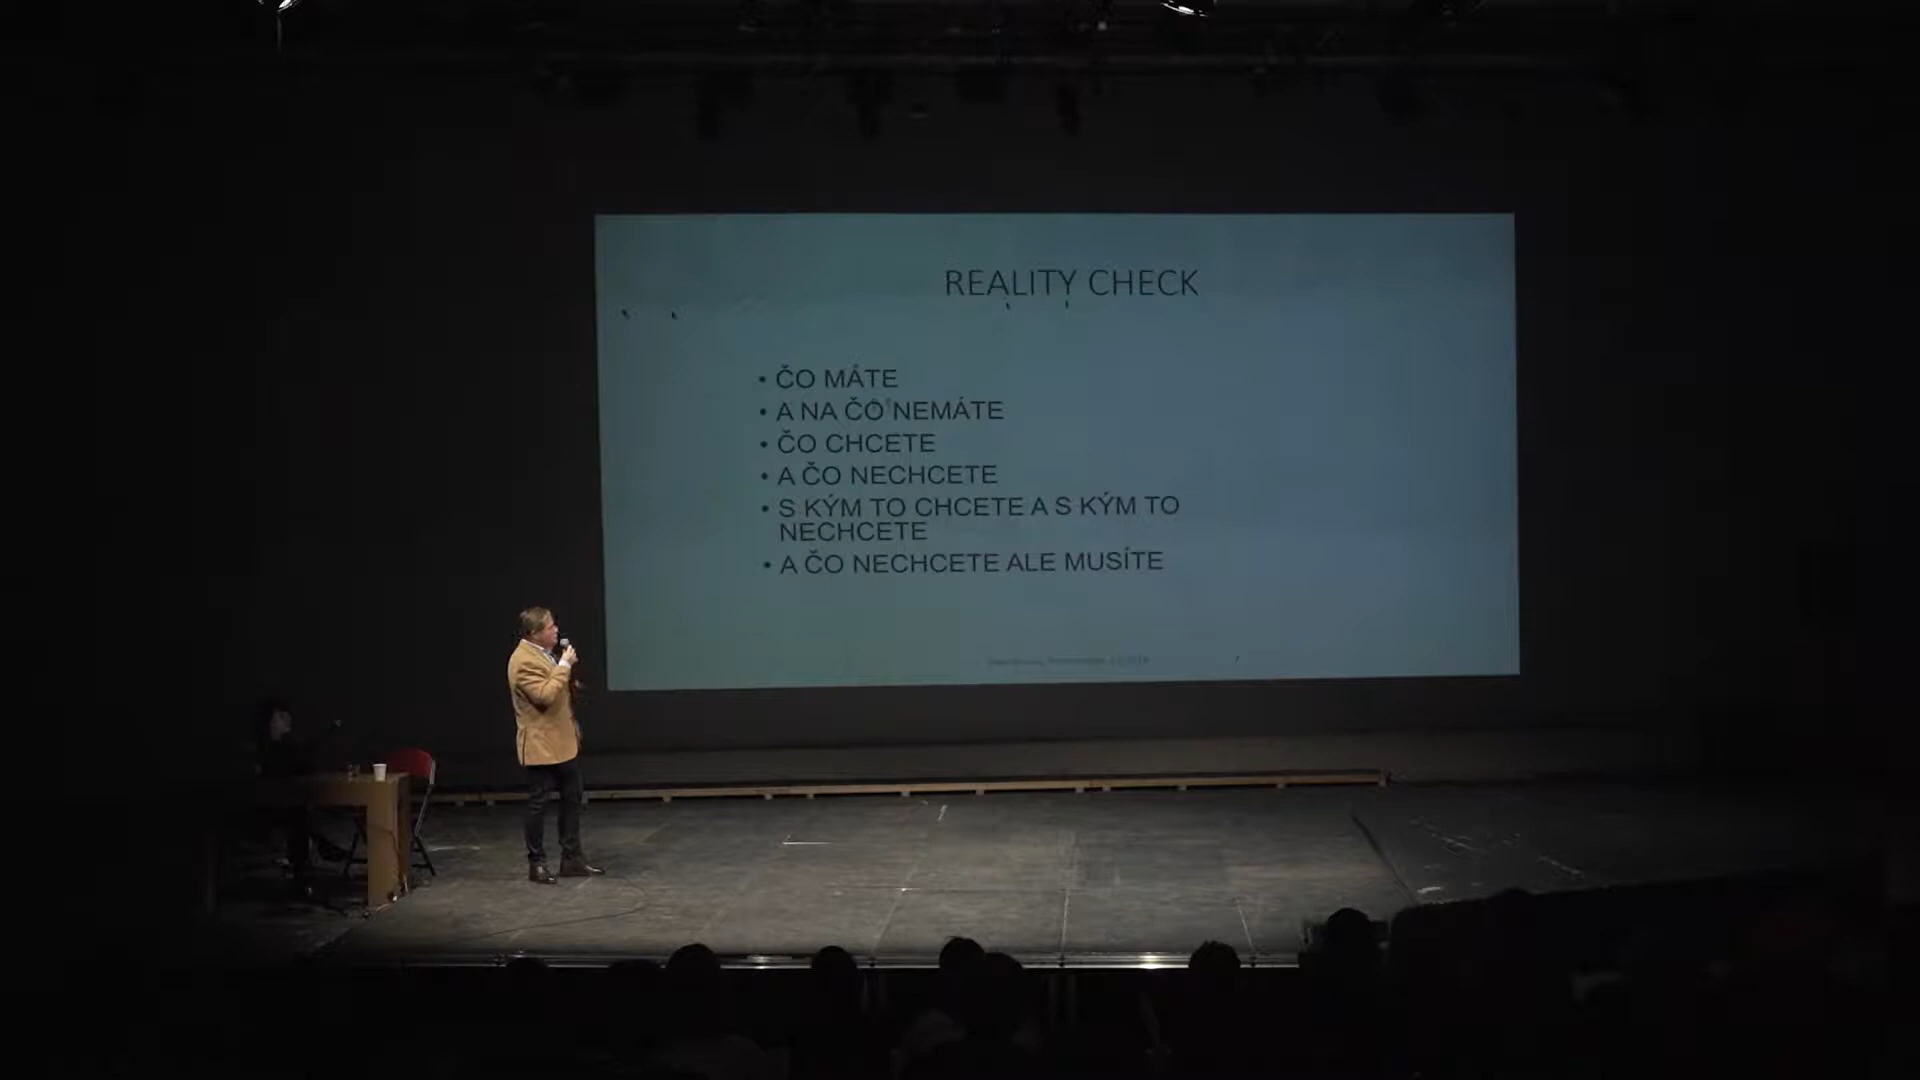 REALITY CHECK
• ČO MÁTE
• A NA ČO NEMÁTE
• ČO CHCETE
• A ČO NECHCETE
• S KÝM TO CHCETE A S KÝM TO
NECHCETE
• A ČO NECHCETE ALE MUSÍTE